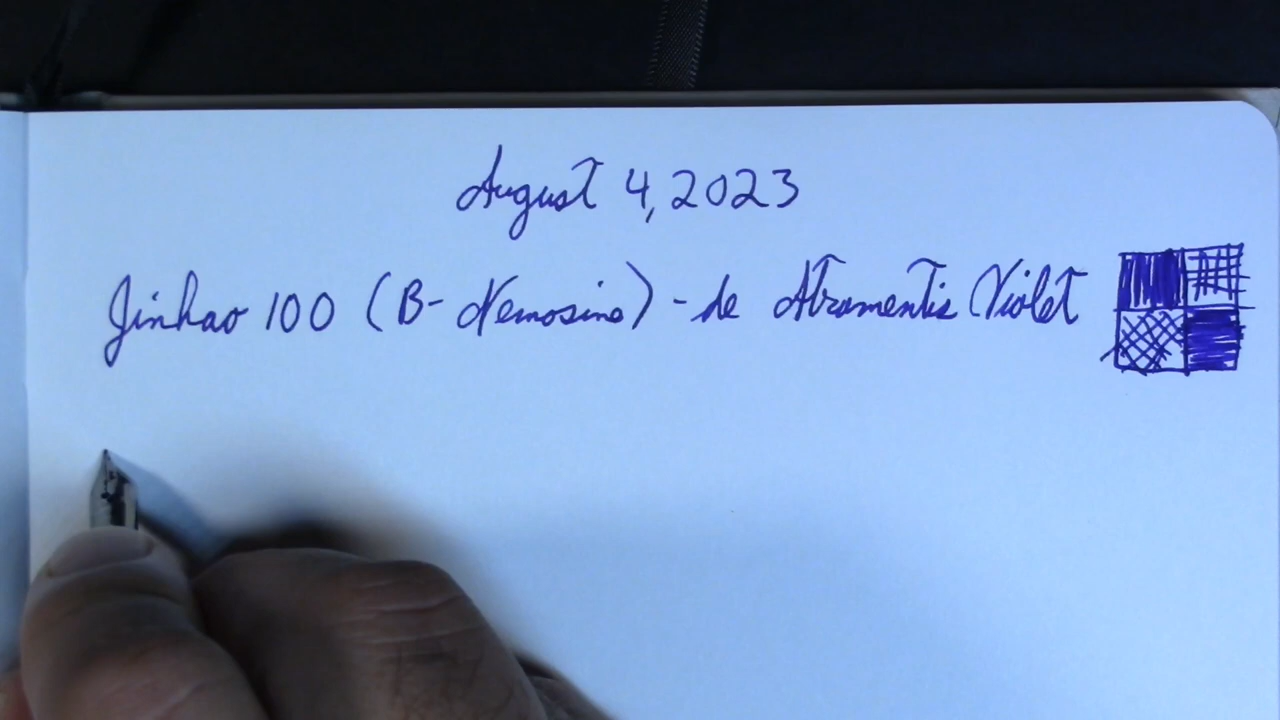 August 4, 2023
Jinhao 100 (B- Nemosine) - de Atramentis Violet